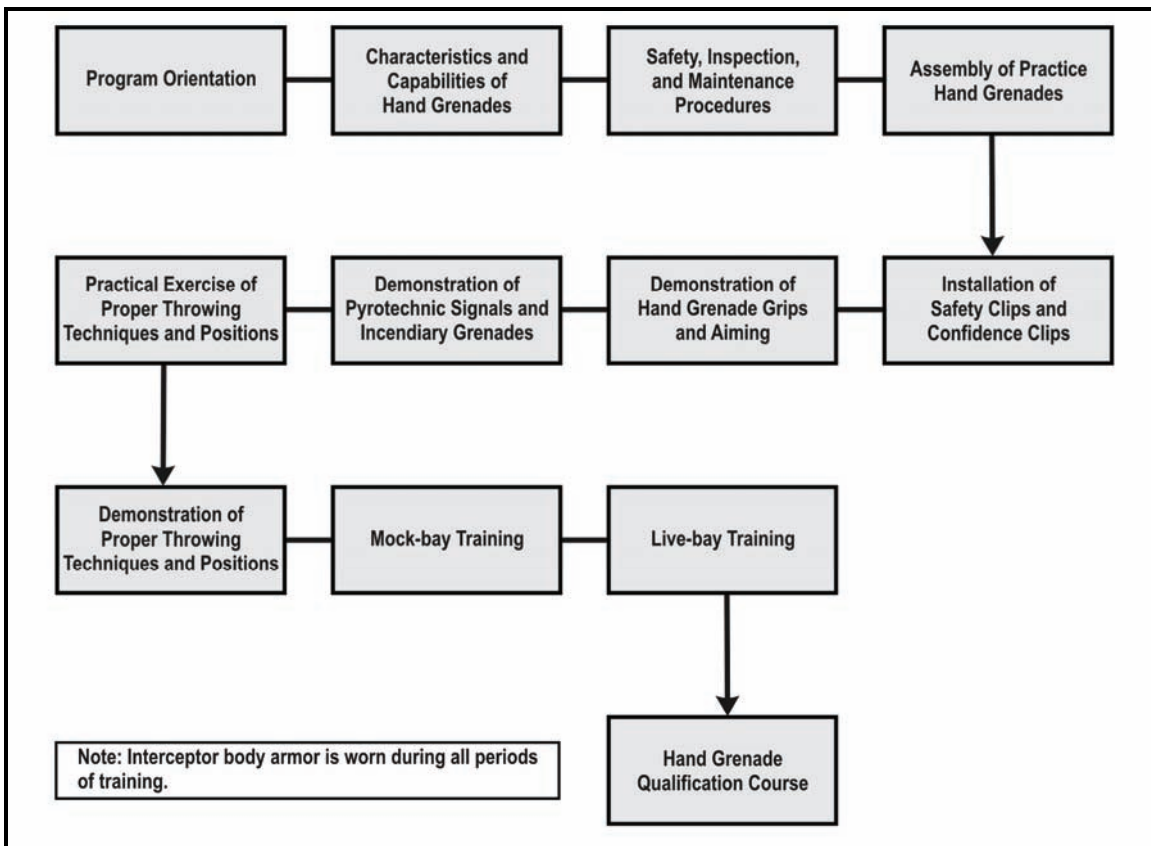 Program Orientation
Characteristics and
Capabilities of
Hand Grenades
Safety, Inspection,
and Maintenance
Procedures
Assembly of Practice
Hand Grenades
Installation of
Safety Clips and
Confidence Clips
Demonstration of
Hand Grenade Grips
and Aiming
Demonstration of
Pyrotechnic Signals and
Incendiary Grenades
Practical Exercise of
Proper Throwing
Techniques and Positions
Demonstration of
Proper Throwing
Techniques and Positions
Mock-bay Training
Live-bay Training
Hand Grenade
Qualification Course
Note: Interceptor body armor is worn during all periods
of training.